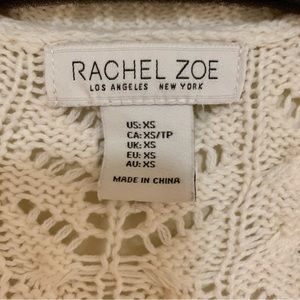 RACHEL ZOE
LOS ANGELES NEW YORK
US: XS
CA: XS/TP
UK: XS
EU: XS
AU: XS
MADE IN CHINA